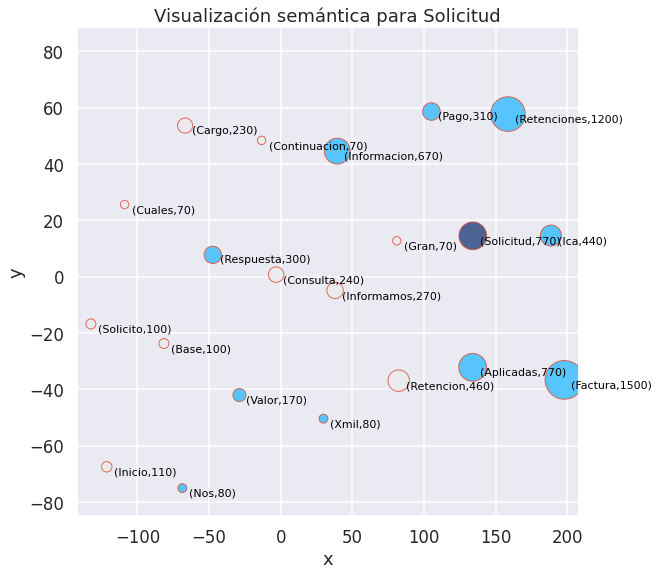 Visualización semántica para Solicitud
80
60
40
20
0
−20
−40
−60
−80
y
(Pago,310)
(Retenciones,1200)
(Cargo,230)
(Continuacion,70)
(Informacion,670)
(Cuales,70)
(Gran,70)
(Solicitud,770)
(Ica,440)
(Respuesta,300)
(Consulta,240)
(Informamos,270)
(Solicito,100)
(Base,100)
(Aplicadas,770)
(Retencion,460)
(Factura,1500)
(Valor,170)
(Xmil,80)
(Inicio,110)
(Nos,80)
−100
−50
0
50
100
150
200
x